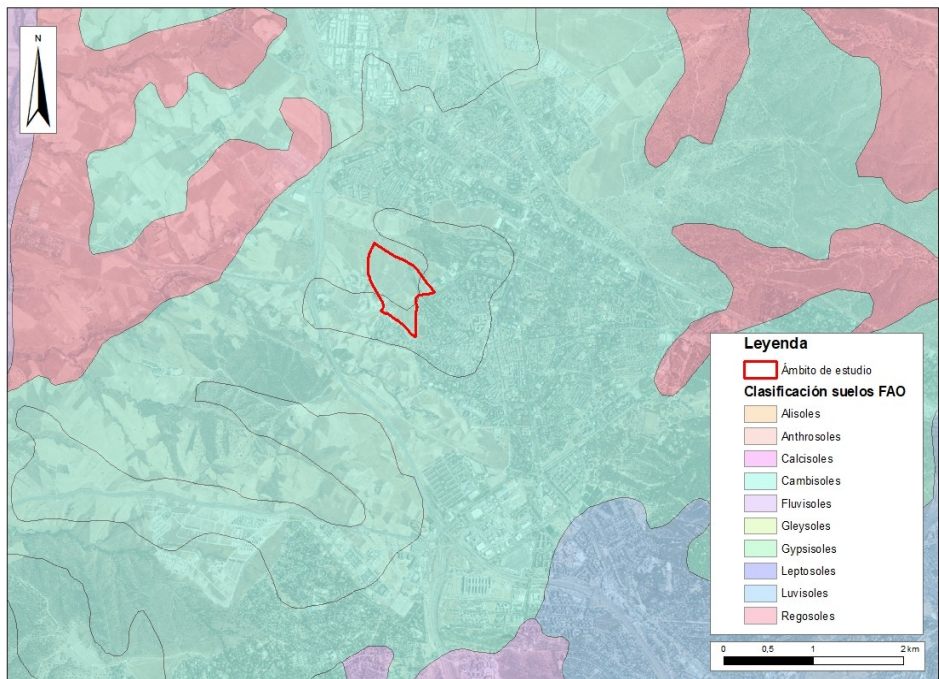 N
Leyenda
Ámbito de estudio
Clasificación suelos FAO
Alisoles
Anthrosoles
Calcisoles
Cambisoles
Fluvisoles
Gleysoles
Gypsisoles
Leptosoles
Luvisoles
Regosoles
0 0,5 1 2 km